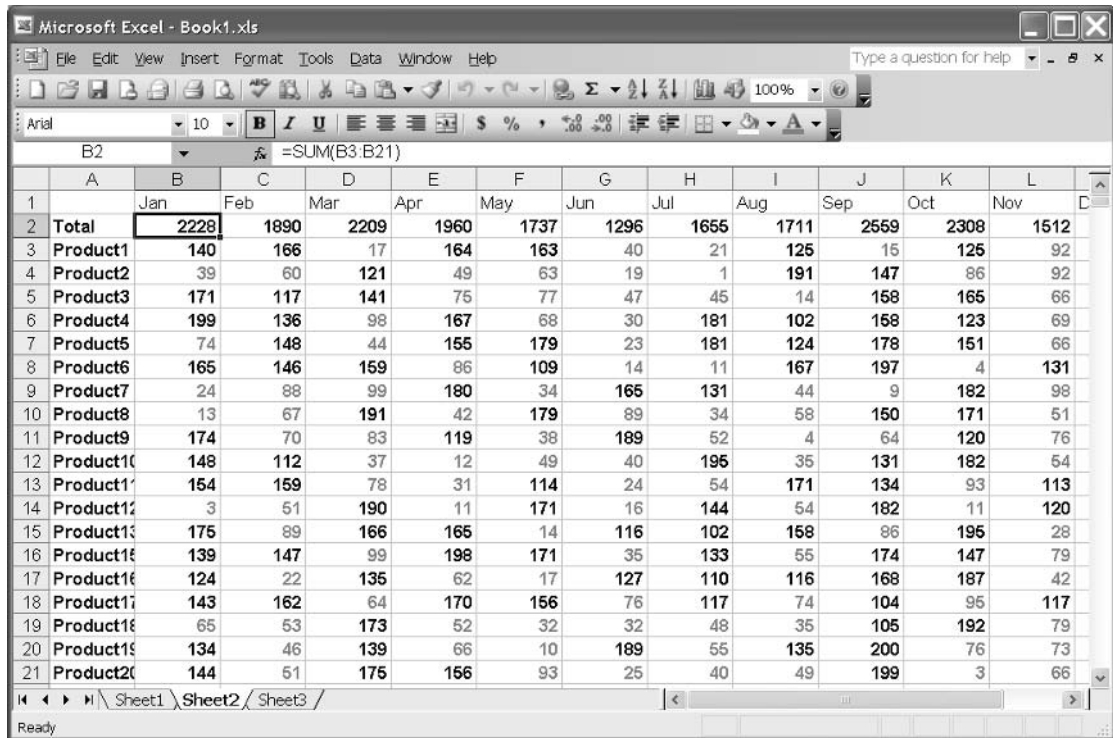 Microsoft Excel - Book1.xls
File Edit View Insert Format Tools Data Window Help Type a question for help
100%
Arial 10 B I U $ % ,
B2 fx =SUM(B3:B21)
A B C D E F G H I J K L
1 Jan Feb Mar Apr May Jun Jul Aug Sep Oct Nov D
2 Total 2228 1890 2209 1960 1737 1296 1655 1711 2559 2308 1512
3 Product1 140 166 17 164 163 40 21 125 15 125 92
4 Product2 39 60 121 49 63 19 1 191 147 86 92
5 Product3 171 117 141 75 77 47 45 14 158 165 66
6 Product4 199 136 98 167 68 30 181 102 158 123 69
7 Product5 74 148 44 155 179 23 181 124 178 151 66
8 Product6 165 146 159 86 109 14 11 167 197 4 131
9 Product7 24 88 99 180 34 165 131 44 9 182 98
10 Product8 13 67 191 42 179 89 34 58 150 171 51
11 Product9 174 70 83 119 38 189 52 4 64 120 76
12 Product10 148 112 37 12 49 40 195 35 131 182 54
13 Product11 154 159 78 31 114 24 54 171 134 93 113
14 Product12 3 51 190 11 171 16 144 54 182 11 120
15 Product13 175 89 166 165 14 116 102 158 86 195 28
16 Product15 139 147 99 198 171 35 133 55 174 147 79
17 Product16 124 22 135 62 17 127 110 116 168 187 42
18 Product17 143 162 64 170 156 76 117 74 104 95 117
19 Product18 65 53 173 52 32 32 48 35 105 192 79
20 Product19 134 46 139 66 10 189 55 135 200 76 73
21 Product20 144 51 175 156 93 25 40 49 199 3 66
Sheet1 Sheet2 Sheet3
Ready